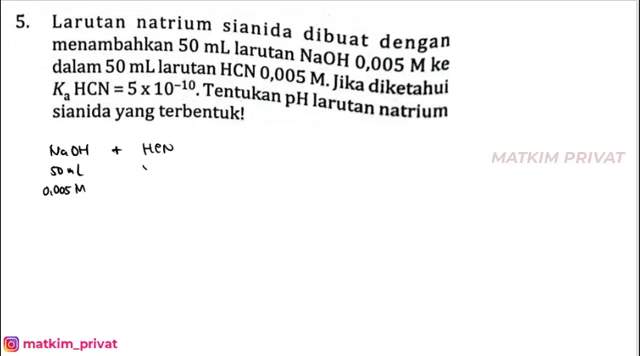 5. Larutan natrium sianida dibuat dengan
menambahkan 50 mL larutan NaOH 0,005 M ke
dalam 50 mL larutan HCN 0,005 M. Jika diketahui
Kₐ HCN = 5 x 10⁻¹⁰. Tentukan pH larutan natrium
sianida yang terbentuk!
NaOH + HCN
50 mL
0,005 M
MATKIM PRIVAT
matkim_privat